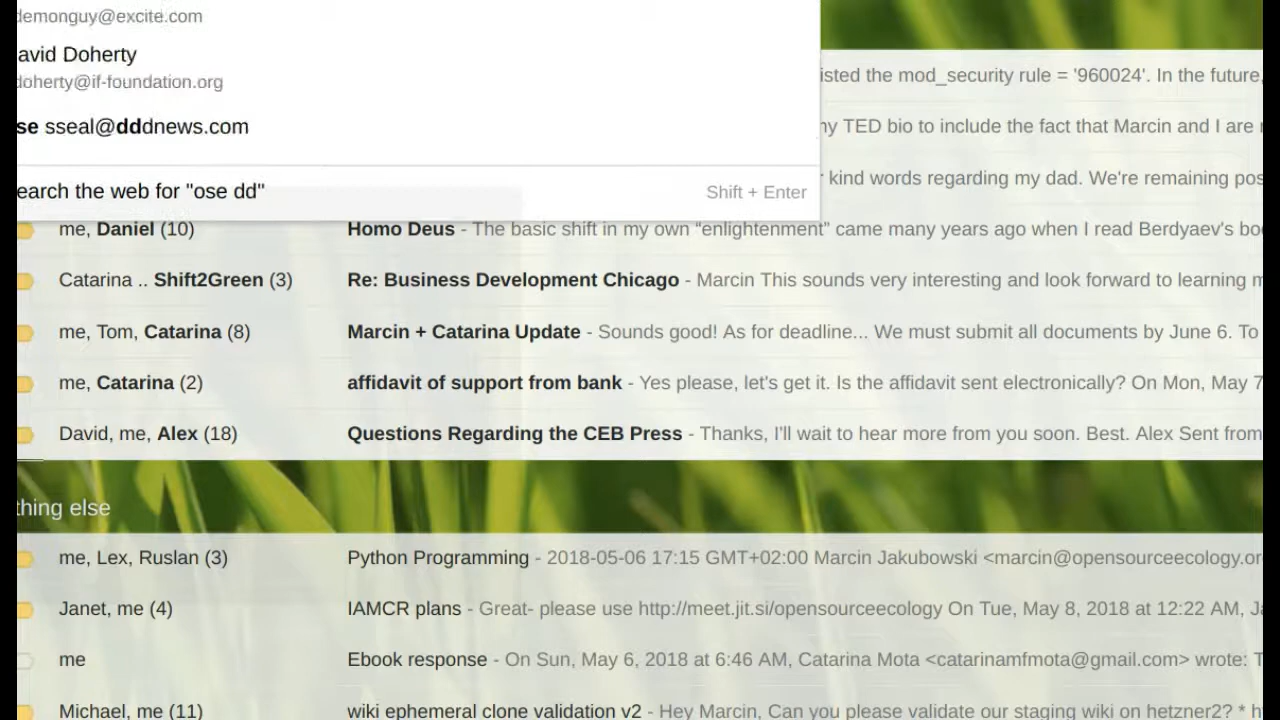 demonguy@excite.com
avid Doherty
doherty@if-foundation.org
se sseal@dddnews.com
earch the web for "ose dd" Shift + Enter
isted the mod_security rule = '960024'. In the future,
ny TED bio to include the fact that Marcin and I are
kind words regarding my dad. We're remaining pos
me, Daniel (10) Homo Deus - The basic shift in my own "enlightenment" came many years ago when I read Berdyaev's bo
Catarina .. Shift2Green (3) Re: Business Development Chicago - Marcin This sounds very interesting and look forward to learning m
me, Tom, Catarina (8) Marcin + Catarina Update - Sounds good! As for deadline... We must submit all documents by June 6. To
me, Catarina (2) affidavit of support from bank - Yes please, let's get it. Is the affidavit sent electronically? On Mon, May 7
David, me, Alex (18) Questions Regarding the CEB Press - Thanks, I'll wait to hear more from you soon. Best. Alex Sent from
thing else
me, Lex, Ruslan (3) Python Programming - 2018-05-06 17:15 GMT+02:00 Marcin Jakubowski <marcin@opensourceecology.or
Janet, me (4) IAMCR plans - Great- please use http://meet.jit.si/opensourceecology On Tue, May 8, 2018 at 12:22 AM, Ja
me Ebook response - On Sun, May 6, 2018 at 6:46 AM, Catarina Mota <catarinamfmota@gmail.com> wrote: T
Michael, me (11) wiki ephemeral clone validation v2 - Hey Marcin, Can you please validate our staging wiki on hetzner2? * h